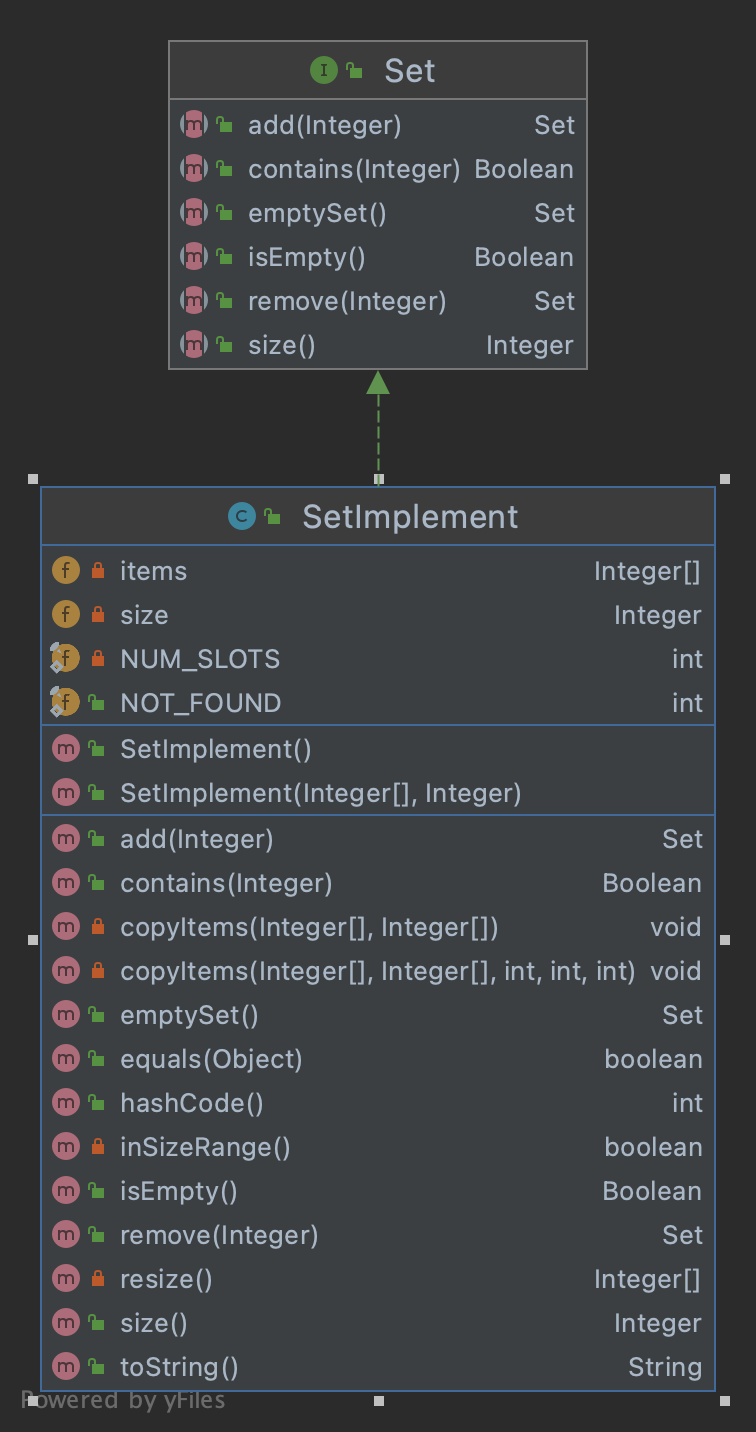 I Set
m add(Integer) Set
m contains(Integer) Boolean
m emptySet() Set
m isEmpty() Boolean
m remove(Integer) Set
m size() Integer
C SetImplement
f items Integer[]
f size Integer
f NUM_SLOTS int
f NOT_FOUND int
m SetImplement()
m SetImplement(Integer[], Integer)
m add(Integer) Set
m contains(Integer) Boolean
m copyItems(Integer[], Integer[]) void
m copyItems(Integer[], Integer[], int, int, int) void
m emptySet() Set
m equals(Object) boolean
m hashCode() int
m inSizeRange() boolean
m isEmpty() Boolean
m remove(Integer) Set
m resize() Integer[]
m size() Integer
m toString() String
Powered by yFiles